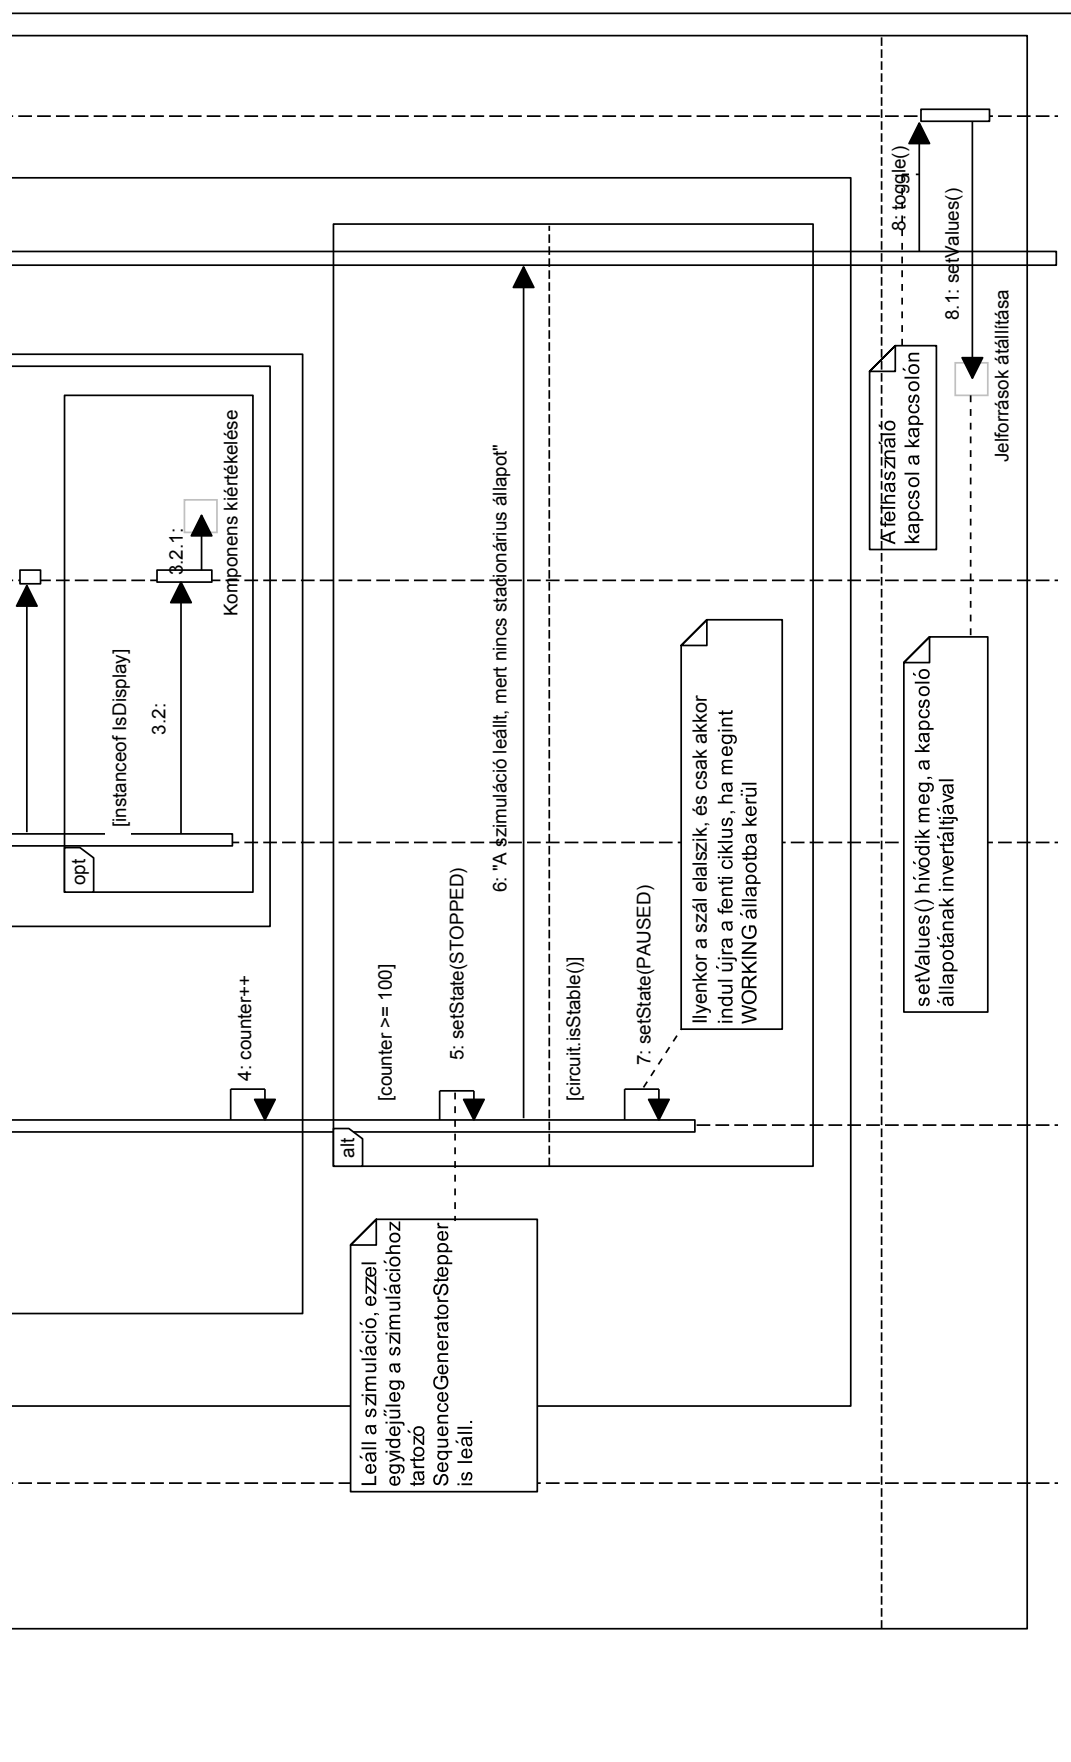 opt
[instanceof IsDisplay]
3.2:
3.2.1:
Komponens kiértékelése
4: counter++
alt
[counter >= 100]
5: setState(STOPPED)
Leáll a szimuláció, ezzel
egyidejűleg a szimulációhoz
tartozó
SequenceGeneratorStepper
is leáll.
6: "A szimuláció leállt, mert nincs stacionárius állapot"
[circuit.isStable()]
7: setState(PAUSED)
Ilyenkor a szál elalszik, és csak akkor
indul újra a fenti ciklus, ha megint
WORKING állapotba kerül
8: toggle()
A felhasználó
kapcsol a kapcsolón
8.1: setValues()
Jelforrások átállítása
setValues() hívódik meg, a kapcsoló
állapotának invertáltjával